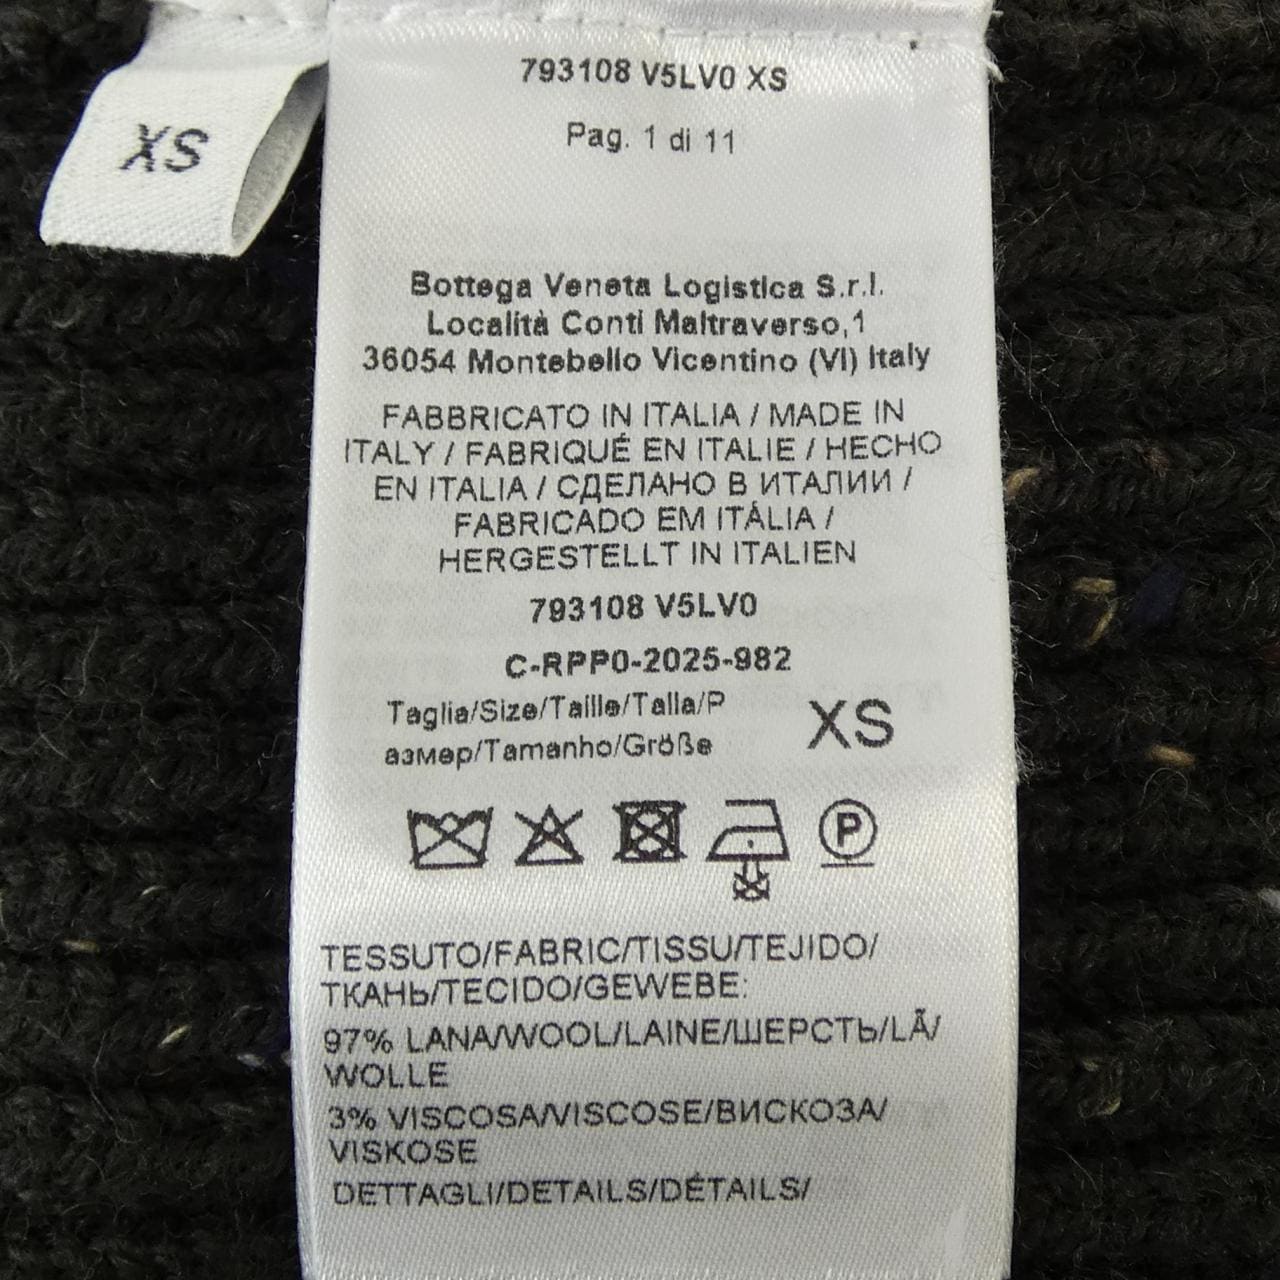 793108 V5LV0 XS
Pag. 1 di 11
XS
Bottega Veneta Logistica S.r.l.
Località Conti Maltraverso,1
36054 Montebello Vicentino (VI) Italy
FABBRICATO IN ITALIA / MADE IN
ITALY / FABRIQUÉ EN ITALIE / HECHO
EN ITALIA / СДЕЛАНО В ИТАЛИИ /
FABRICADO EM ITÁLIA /
HERGESTELLT IN ITALIEN
793108 V5LV0
C-RPP0-2025-982
Taglia/Size/Taille/Talla/Р
азмер/Tamanho/Größe
XS
P
TESSUTO/FABRIC/TISSU/TEJIDO/
ТКАНЬ/TECIDO/GEWEBE:
97% LANA/WOOL/LAINE/ШЕРСТЬ/LÃ/
WOLLE
3% VISCOSA/VISCOSE/ВИСКОЗА/
VISKOSE
DETTAGLI/DETAILS/DÉTAILS/